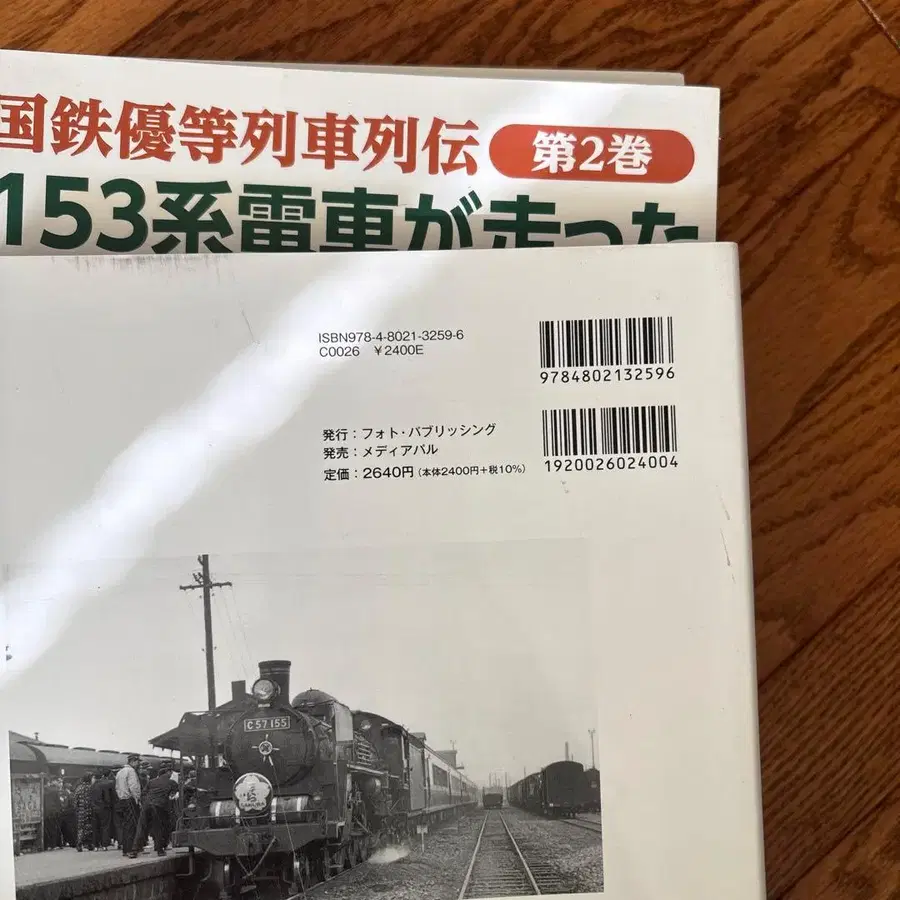 国鉄優等列車列伝 第2巻
153系電車が走った
ISBN978-4-8021-3259-6
C0026 ¥2400E
9784802132596
発行：フォト・パブリッシング
発売：メディアパル
定価：2640円（本体2400円＋税10%）
1920026024004
C57 155
SAKURA